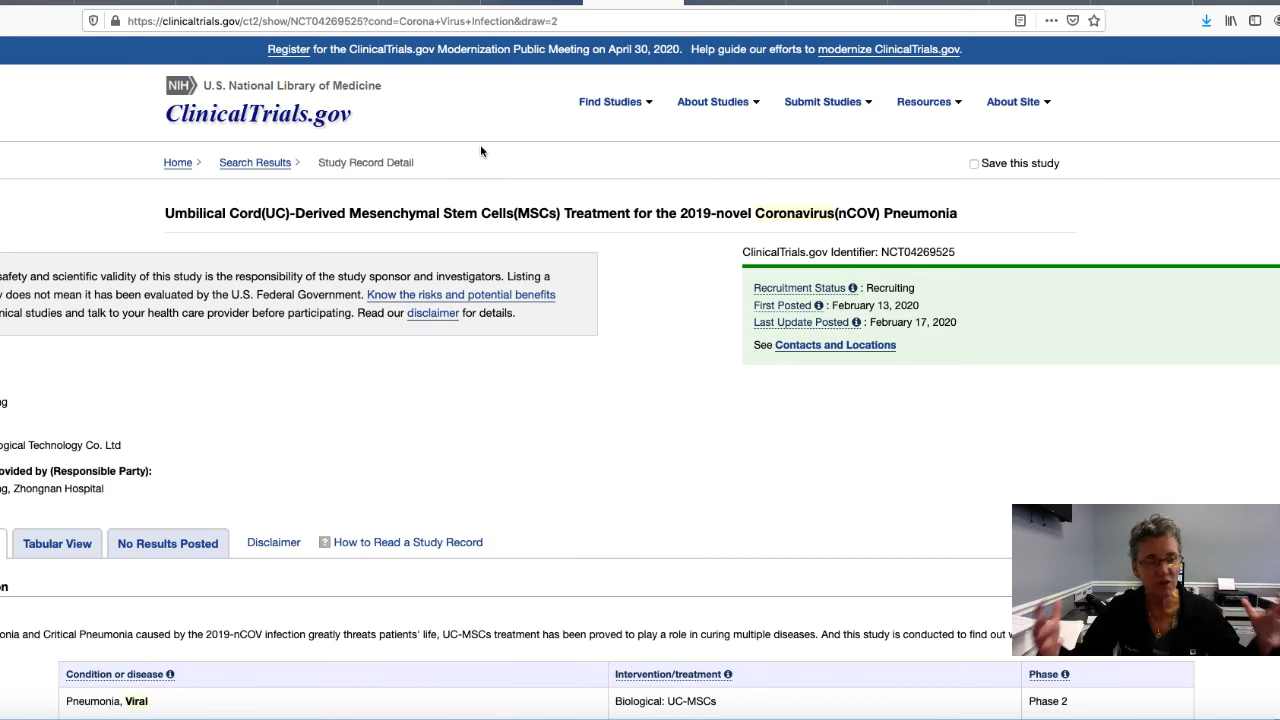 https://clinicaltrials.gov/ct2/show/NCT04269525?cond=Corona+Virus+Infection&draw=2
Register for the ClinicalTrials.gov Modernization Public Meeting on April 30, 2020. Help guide our efforts to modernize ClinicalTrials.gov.
NIH U.S. National Library of Medicine
ClinicalTrials.gov
Find Studies About Studies Submit Studies Resources About Site
Home > Search Results > Study Record Detail
Save this study
Umbilical Cord(UC)-Derived Mesenchymal Stem Cells(MSCs) Treatment for the 2019-novel Coronavirus(nCOV) Pneumonia
safety and scientific validity of this study is the responsibility of the study sponsor and investigators. Listing a
y does not mean it has been evaluated by the U.S. Federal Government. Know the risks and potential benefits
nical studies and talk to your health care provider before participating. Read our disclaimer for details.
ClinicalTrials.gov Identifier: NCT04269525
Recruitment Status : Recruiting
First Posted : February 13, 2020
Last Update Posted : February 17, 2020
See Contacts and Locations
ng
ogical Technology Co. Ltd
ovided by (Responsible Party):
ng, Zhongnan Hospital
Tabular View No Results Posted Disclaimer ? How to Read a Study Record
on
onia and Critical Pneumonia caused by the 2019-nCOV infection greatly threats patients' life, UC-MSCs treatment has been proved to play a role in curing multiple diseases. And this study is conducted to find out w
Condition or disease Intervention/treatment Phase
Pneumonia, Viral Biological: UC-MSCs Phase 2